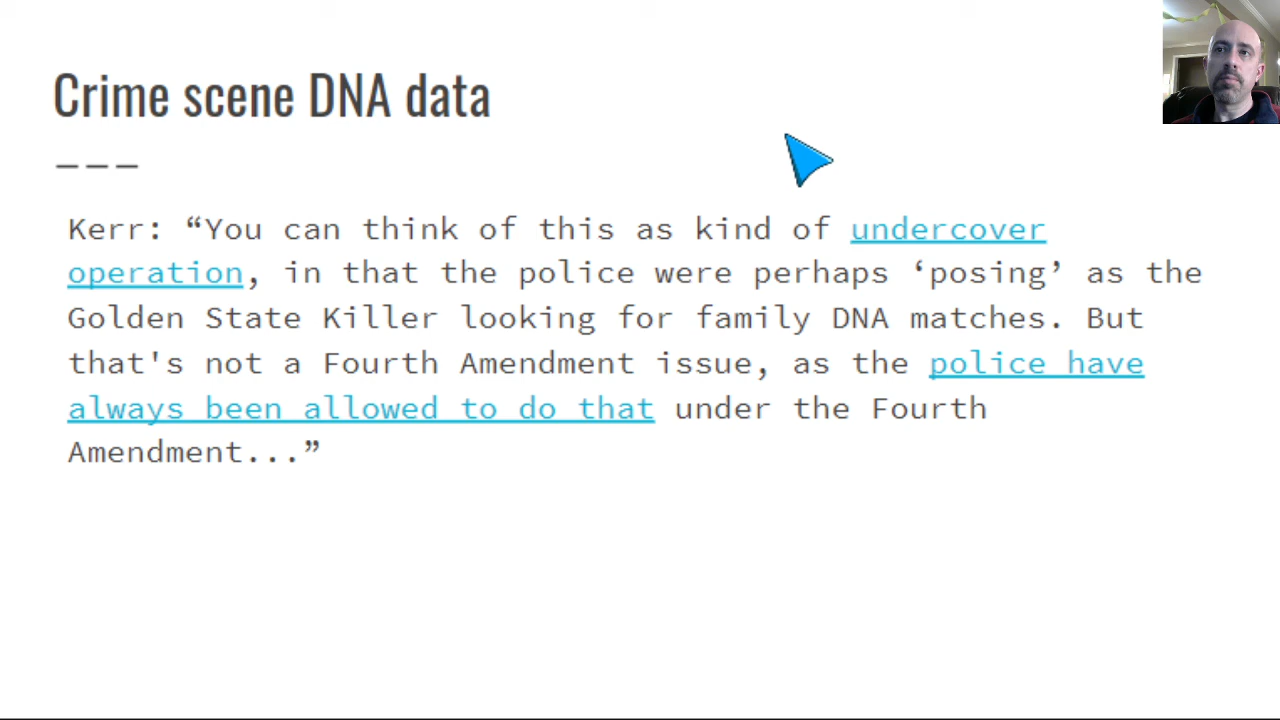 Crime scene DNA data
———
Kerr: “You can think of this as kind of undercover
operation, in that the police were perhaps ‘posing’ as the
Golden State Killer looking for family DNA matches. But
that's not a Fourth Amendment issue, as the police have
always been allowed to do that under the Fourth
Amendment...”